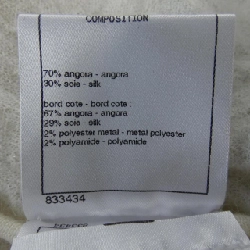 COMPOSITION
70% angora - angora
30% soie - silk
bord cote - bord cote :
67% angora - angora
29% soie - silk
2% polyester metal - metal polyester
2% polyamide - polyamide
833434